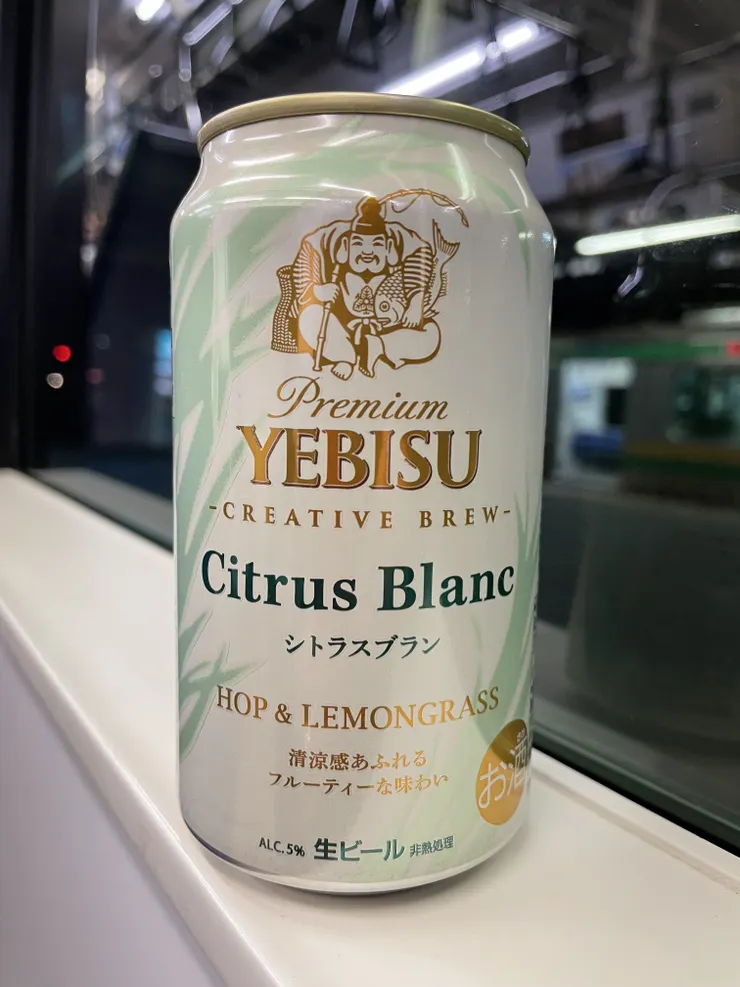 Premium
YEBISU
-CREATIVE BREW-
Citrus Blanc
シトラスブラン
HOP & LEMONGRASS
清涼感あふれる
フルーティーな味わい
お酒
ALC.5% 生ビール 非熱処理